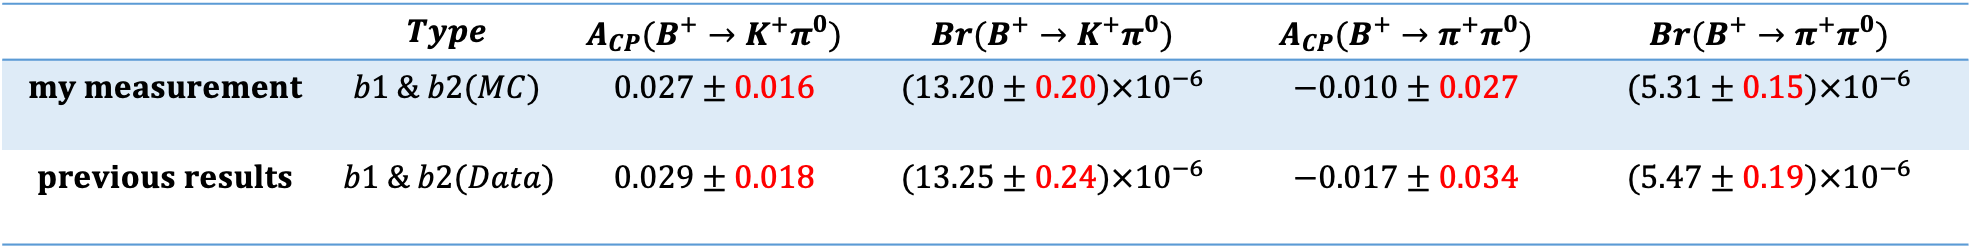 Type A_CP(B⁺ → K⁺π⁰) Br(B⁺ → K⁺π⁰) A_CP(B⁺ → π⁺π⁰) Br(B⁺ → π⁺π⁰)
my measurement b1 & b2(MC) 0.027 ± 0.016 (13.20 ± 0.20)×10⁻⁶ −0.010 ± 0.027 (5.31 ± 0.15)×10⁻⁶
previous results b1 & b2(Data) 0.029 ± 0.018 (13.25 ± 0.24)×10⁻⁶ −0.017 ± 0.034 (5.47 ± 0.19)×10⁻⁶